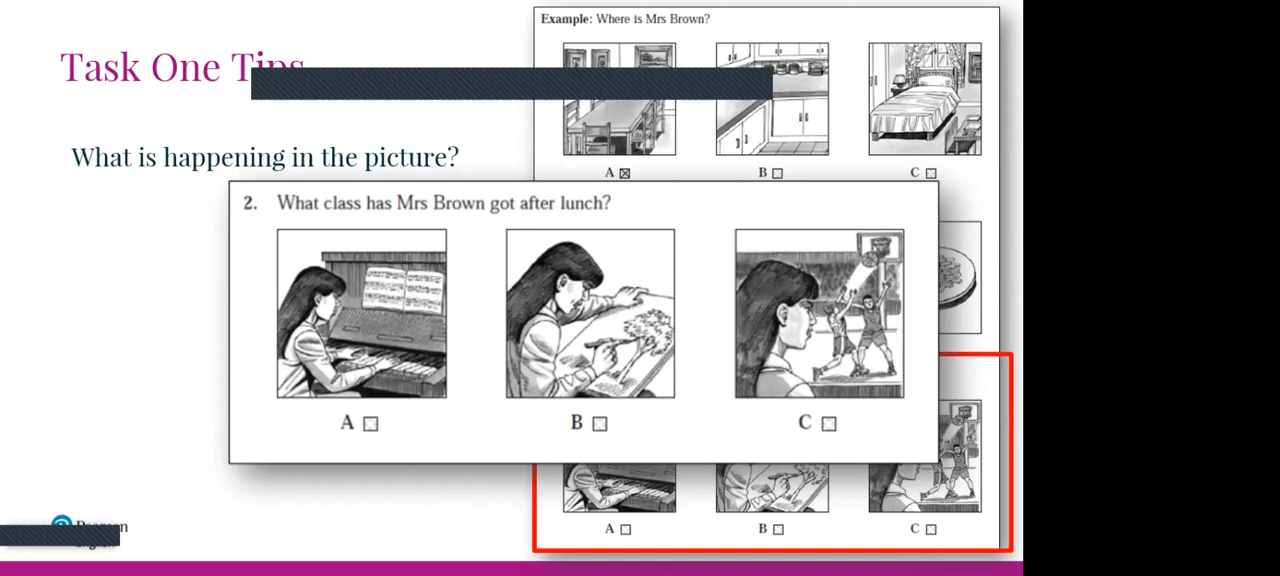 Task One Tips
What is happening in the picture?
Example: Where is Mrs Brown?
A B C
2. What class has Mrs Brown got after lunch?
A B C
A B C